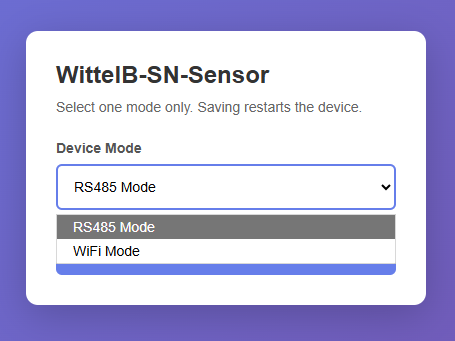 WittelB-SN-Sensor
Select one mode only. Saving restarts the device.
Device Mode
RS485 Mode
RS485 Mode
WiFi Mode